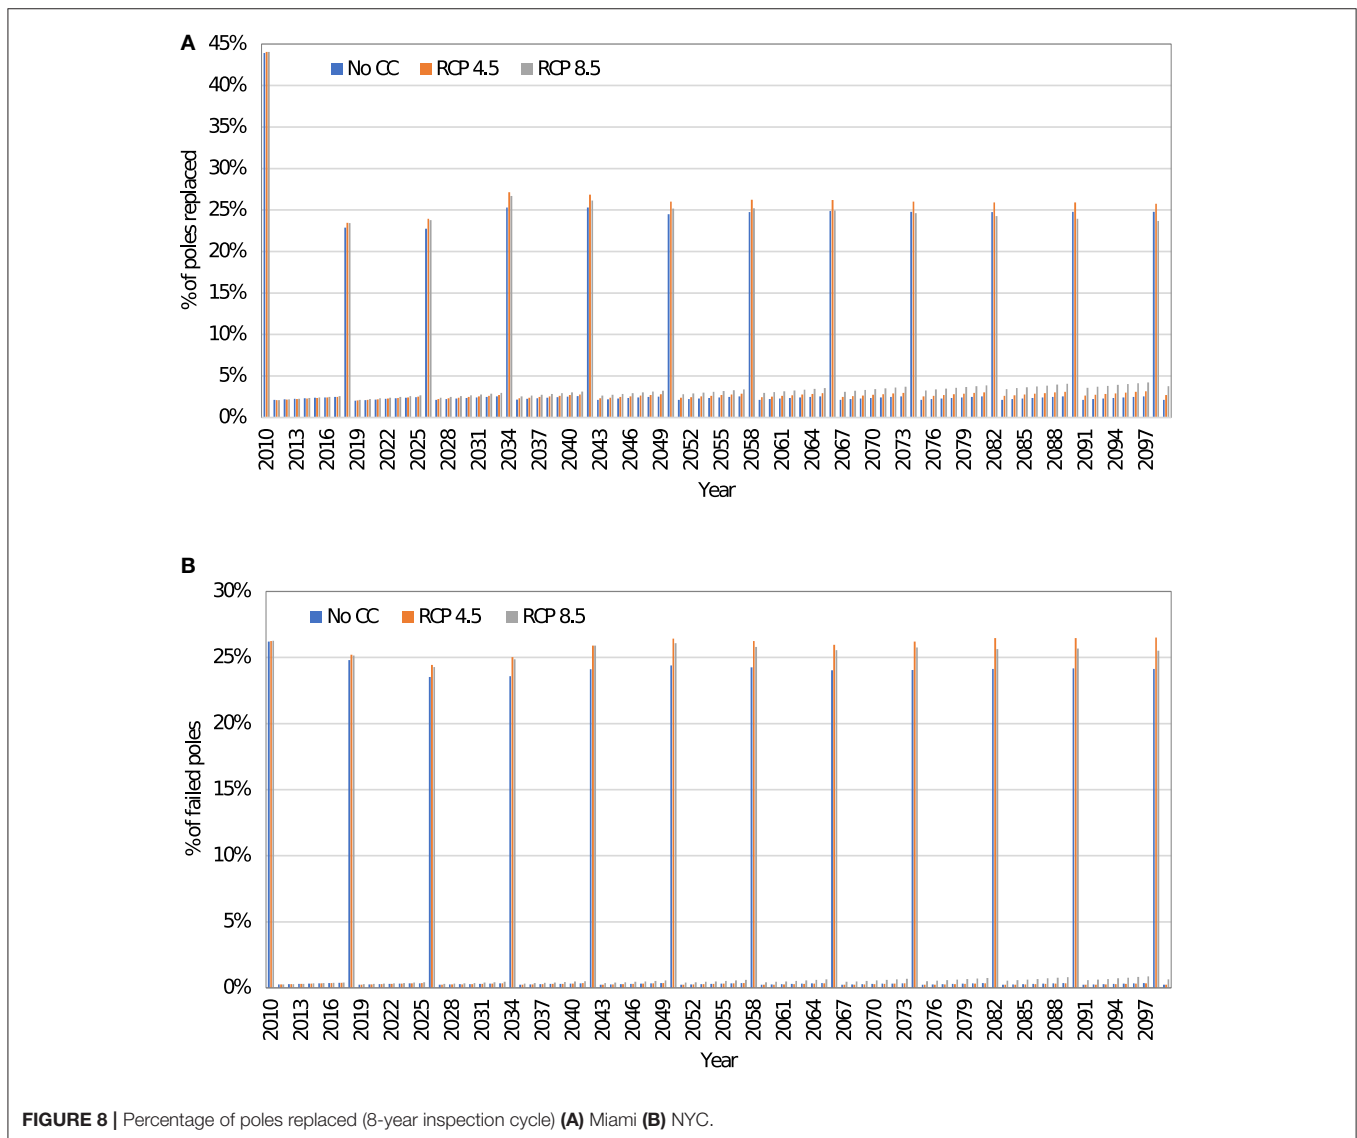 A
45%
No CC RCP 4.5 RCP 8.5
40%
35%
30%
25%
20%
15%
10%
5%
0%
% of poles replaced
2010 2013 2016 2019 2022 2025 2028 2031 2034 2037 2040 2043 2046 2049 2052 2055 2058 2061 2064 2067 2070 2073 2076 2079 2082 2085 2088 2091 2094 2097
Year
B
30%
No CC RCP 4.5 RCP 8.5
25%
20%
15%
10%
5%
0%
% of failed poles
2010 2013 2016 2019 2022 2025 2028 2031 2034 2037 2040 2043 2046 2049 2052 2055 2058 2061 2064 2067 2070 2073 2076 2079 2082 2085 2088 2091 2094 2097
Year
FIGURE 8 | Percentage of poles replaced (8-year inspection cycle) (A) Miami (B) NYC.